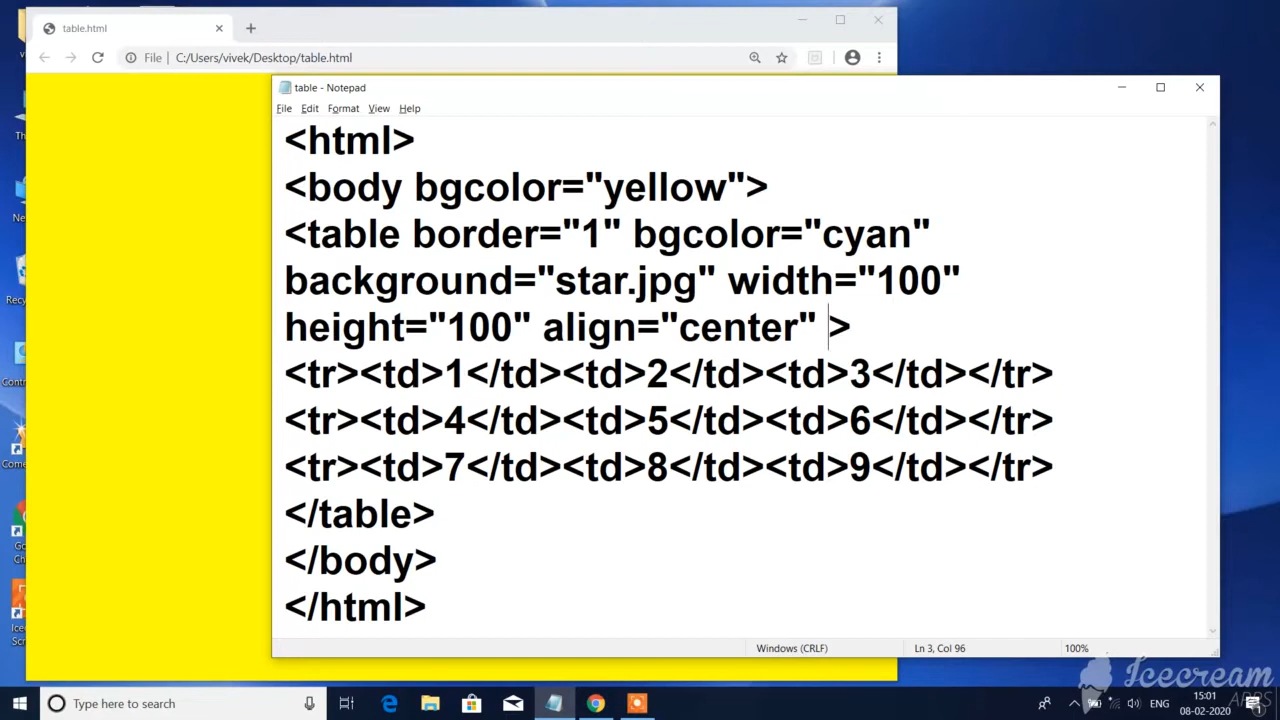 table.html
File
C:/Users/vivek/Desktop/table.html
table - Notepad
File Edit Format View Help
<html>
<body bgcolor="yellow">
<table border="1" bgcolor="cyan"
background="star.jpg" width="100"
height="100" align="center" >
<tr><td>1</td><td>2</td><td>3</td></tr>
<tr><td>4</td><td>5</td><td>6</td></tr>
<tr><td>7</td><td>8</td><td>9</td></tr>
</table>
</body>
</html>
Windows (CRLF) Ln 3, Col 96 100%
Icecream
APPS
Type here to search
ENG
15:01
08-02-2020